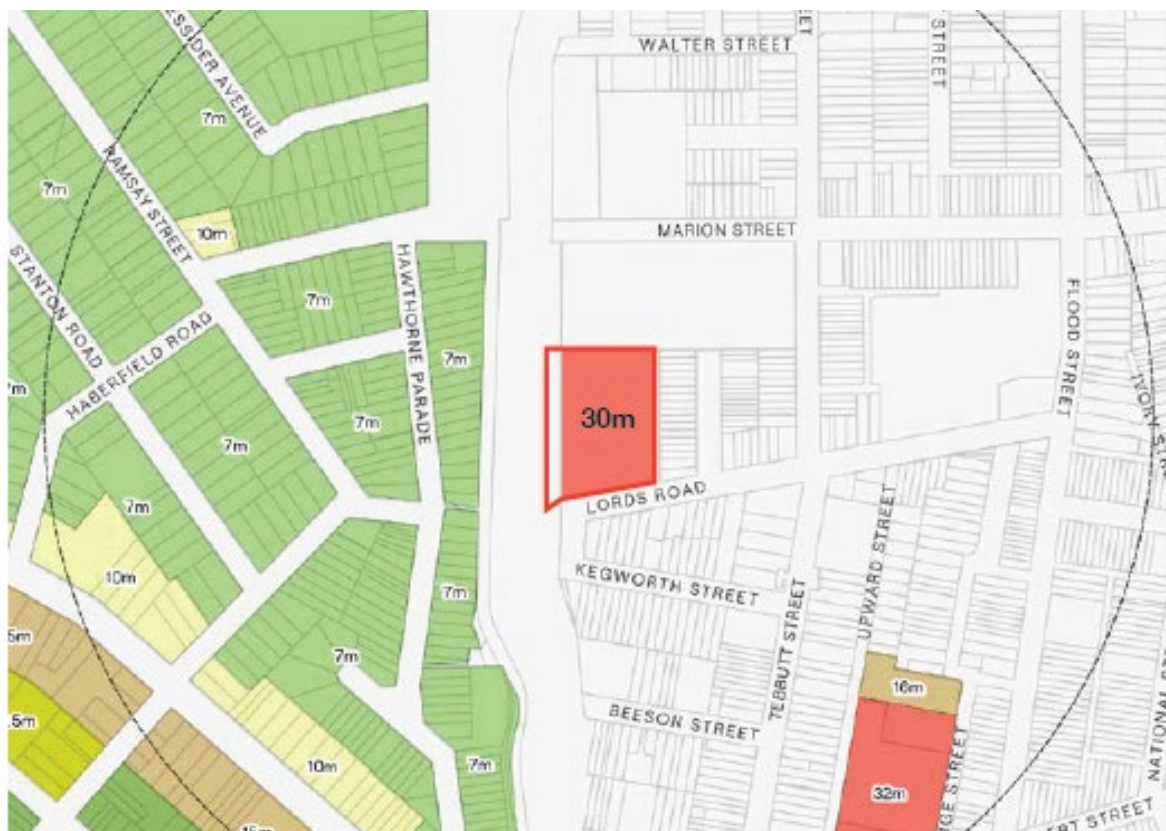 WALTER STREET
STREET
7m
RAMSAY STREET
7m
10m
MARION STREET
STANTON ROAD
HAWTHORNE PARADE
FLOOD STREET
7m
7m
HABERFIELD ROAD
7m
7m
30m
7m
LORDS ROAD
7m
UPWARD STREET
KEGWORTH STREET
10m
7m
TEBBUTT STREET
7m
16m
BEESON STREET
10m
7m
32m
STREET